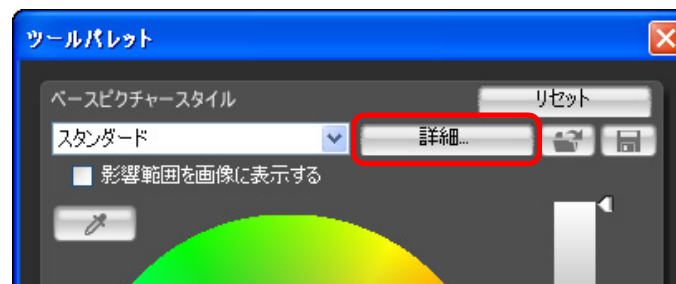 ツールパレット
ベースピクチャースタイル
リセット
スタンダード
詳細...
影響範囲を画像に表示する